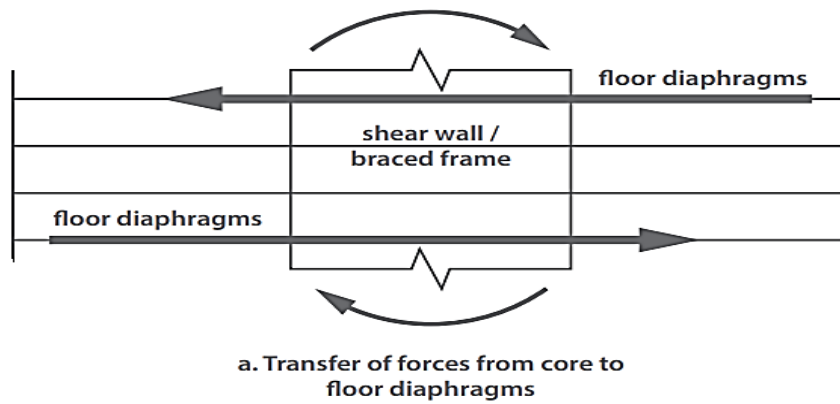 floor diaphragms
shear wall /
braced frame
floor diaphragms
a. Transfer of forces from core to
floor diaphragms